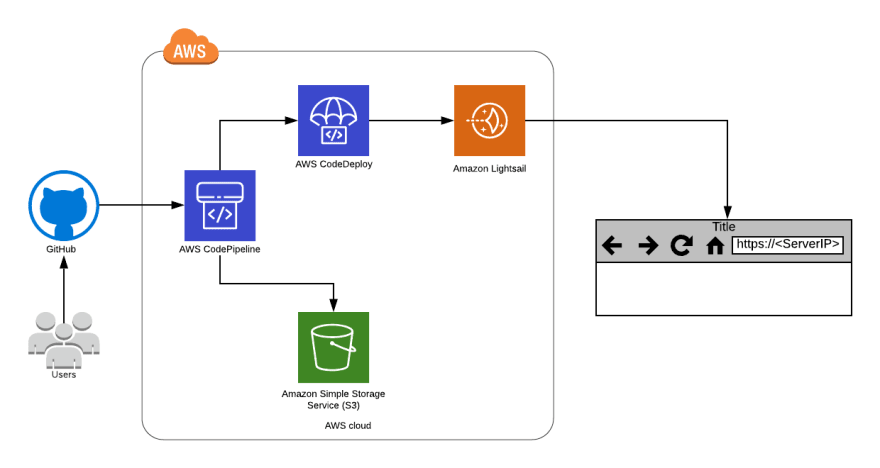 AWS
AWS CodeDeploy
Amazon Lightsail
GitHub
AWS CodePipeline
Title
https://<ServerIP>
Users
Amazon Simple Storage
Service (S3)
AWS cloud